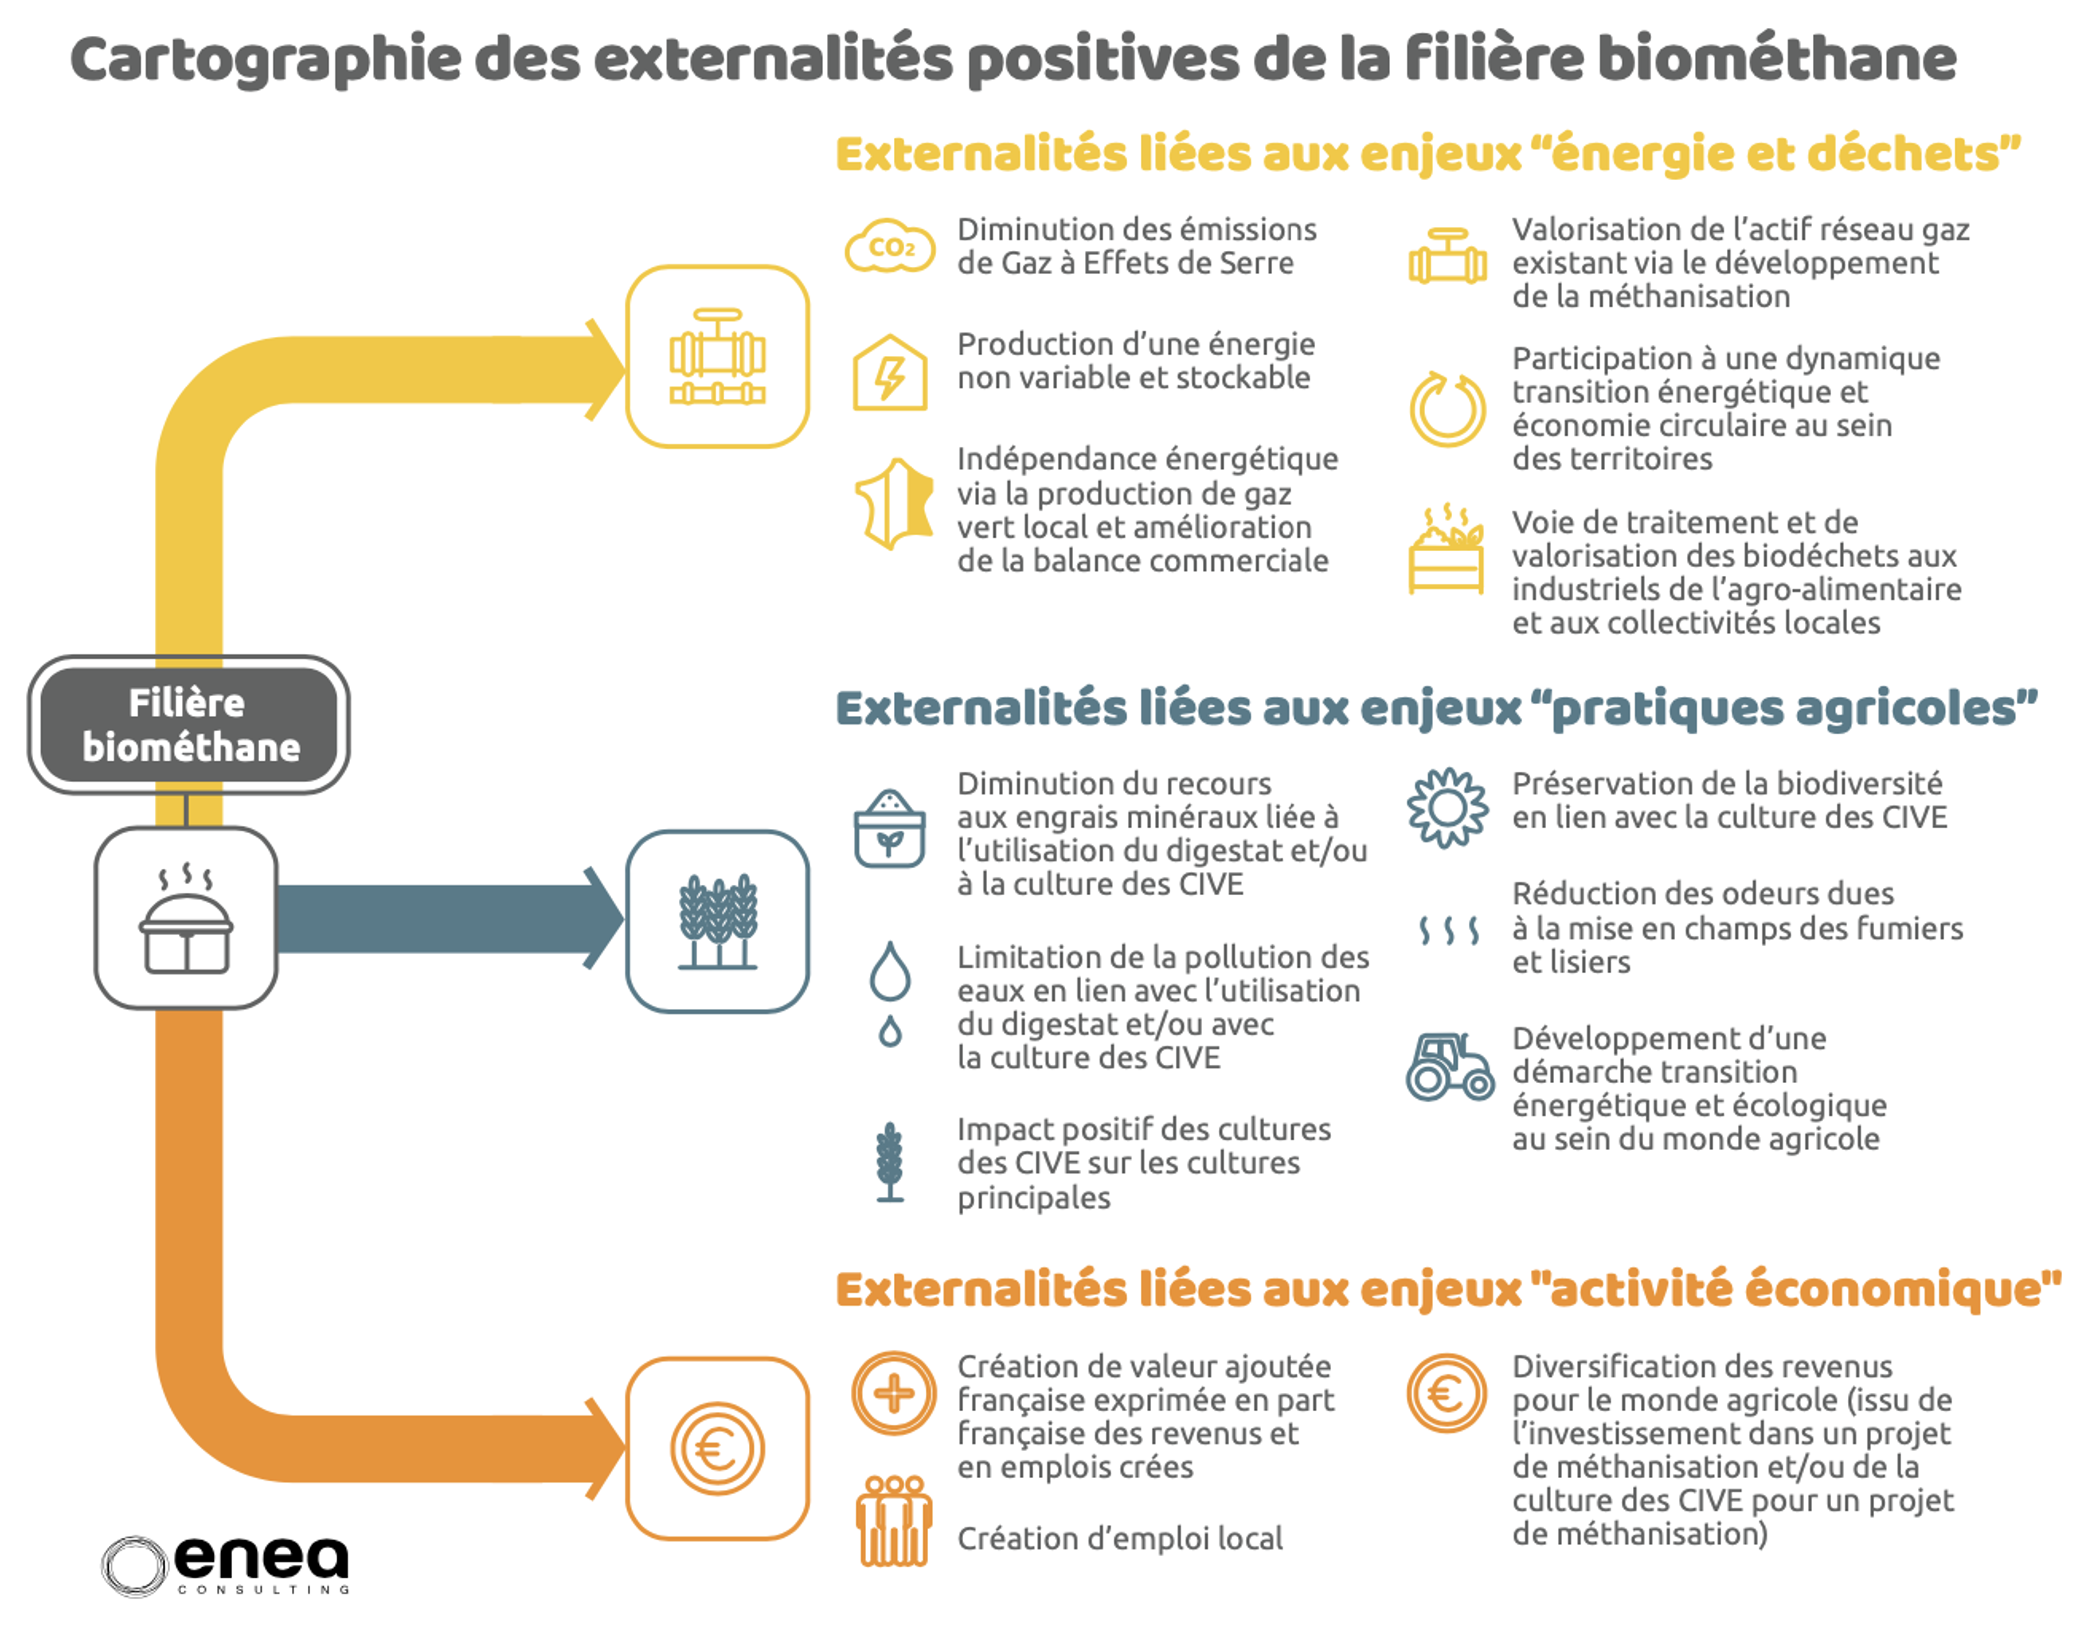 Cartographie des externalités positives de la filière biométhane
Externalités liées aux enjeux “énergie et déchets”
CO₂
Diminution des émissions
de Gaz à Effets de Serre
Production d’une énergie
non variable et stockable
Indépendance énergétique
via la production de gaz
vert local et amélioration
de la balance commerciale
Valorisation de l’actif réseau gaz
existant via le développement
de la méthanisation
Participation à une dynamique
transition énergétique et
économie circulaire au sein
des territoires
Voie de traitement et de
valorisation des biodéchets aux
industriels de l’agro-alimentaire
et aux collectivités locales
Filière
biométhane
Externalités liées aux enjeux “pratiques agricoles”
Diminution du recours
aux engrais minéraux liée à
l’utilisation du digestat et/ou
à la culture des CIVE
Limitation de la pollution des
eaux en lien avec l’utilisation
du digestat et/ou avec
la culture des CIVE
Impact positif des cultures
des CIVE sur les cultures
principales
Préservation de la biodiversité
en lien avec la culture des CIVE
Réduction des odeurs dues
à la mise en champs des fumiers
et lisiers
Développement d’une
démarche transition
énergétique et écologique
au sein du monde agricole
Externalités liées aux enjeux "activité économique"
€
Création de valeur ajoutée
française exprimée en part
française des revenus et
en emplois crées
Création d’emploi local
€
Diversification des revenus
pour le monde agricole (issu de
l’investissement dans un projet
de méthanisation et/ou de la
culture des CIVE pour un projet
de méthanisation)
enea
CONSULTING